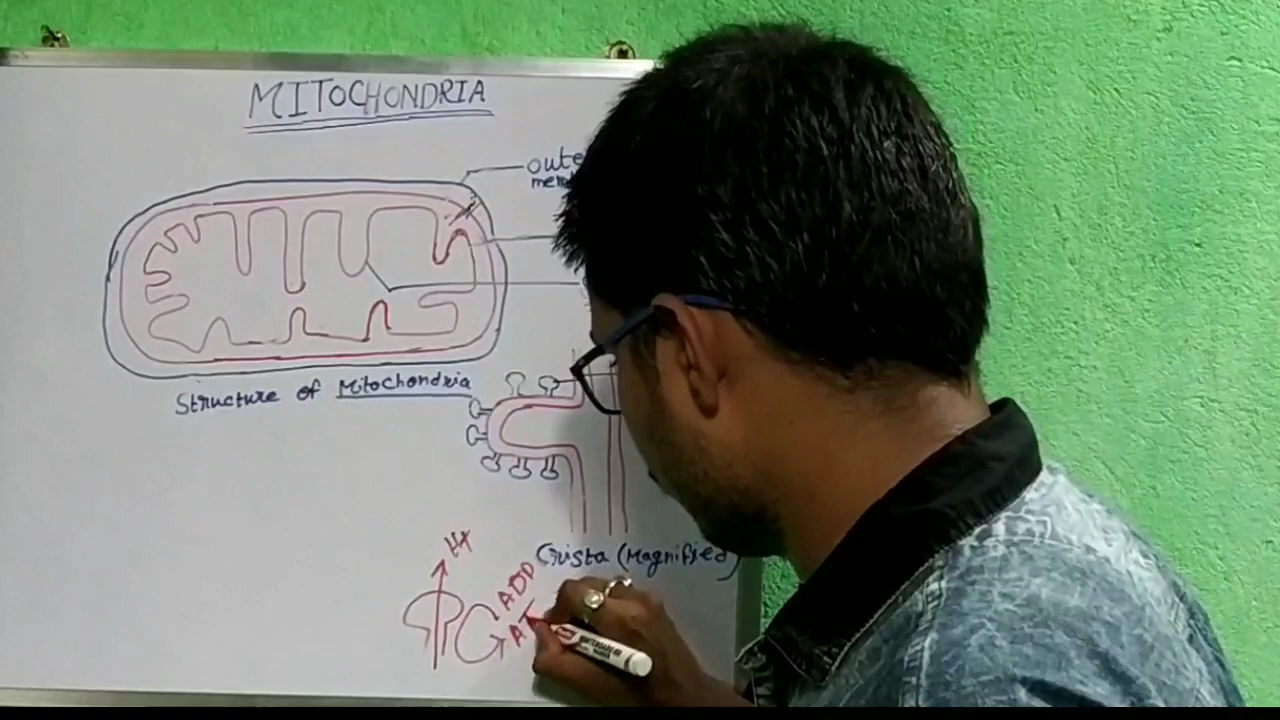 MITOCHONDRIA
oute
mem
Structure of Mitochondria
Crista (Magnified)
H+
ADP
AT